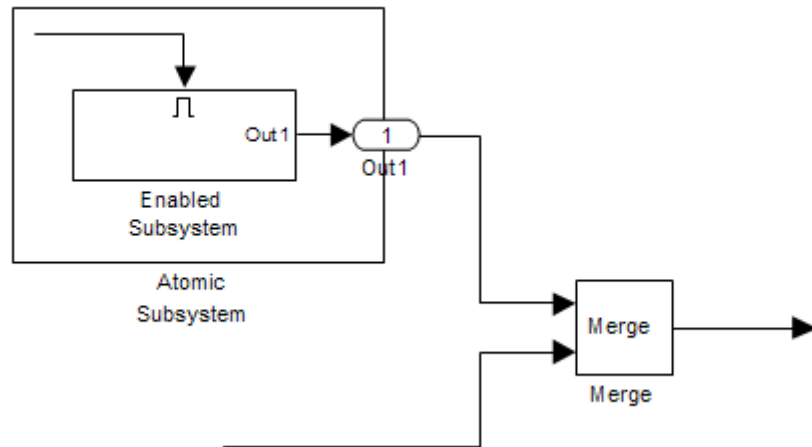 Out1
1
Out1
Enabled
Subsystem
Atomic
Subsystem
Merge
Merge